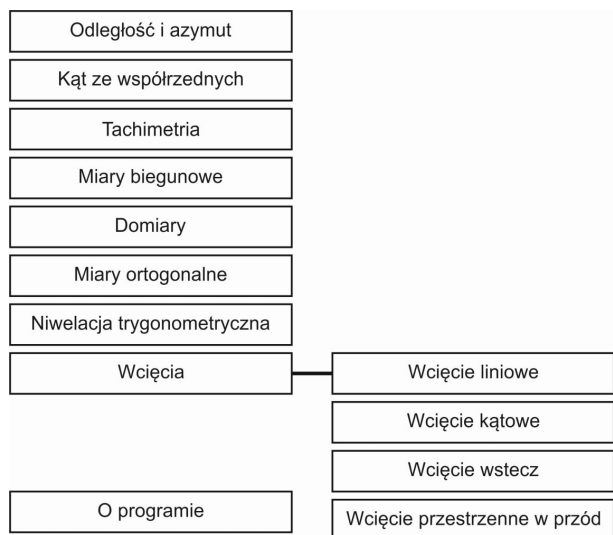 Odległość i azymut
Kąt ze współrzednych
Tachimetria
Miary biegunowe
Domiary
Miary ortogonalne
Niwelacja trygonometryczna
Wcięcia
Wcięcie liniowe
Wcięcie kątowe
Wcięcie wstecz
O programie
Wcięcie przestrzenne w przód